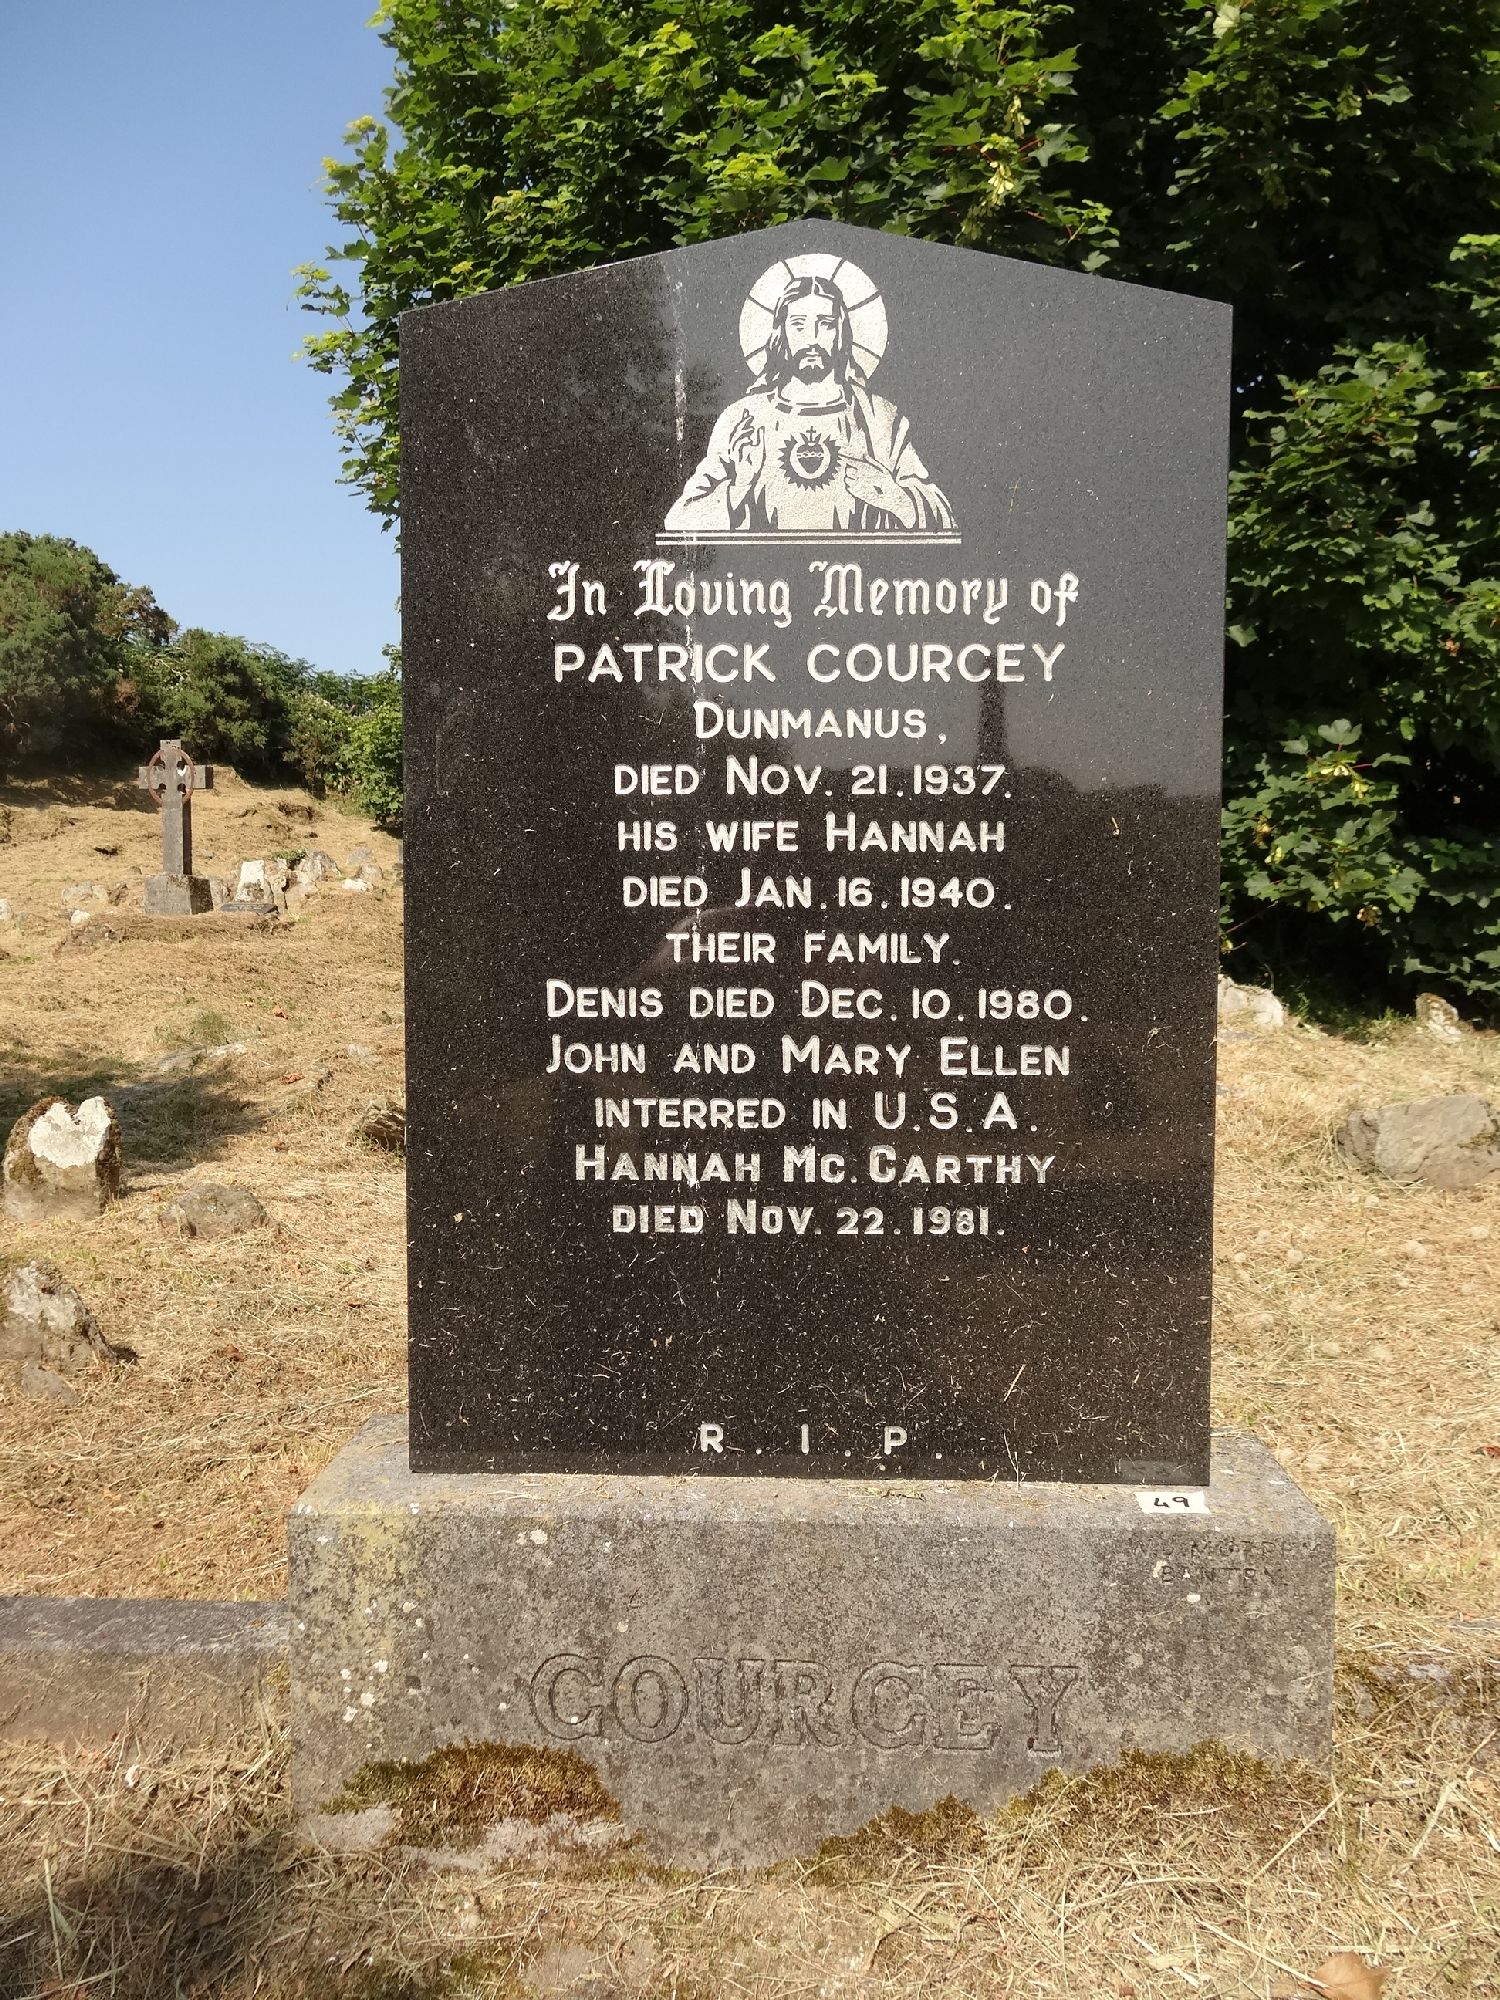 In Loving Memory of
PATRICK COURCEY
DUNMANUS,
DIED NOV. 21. 1937.
HIS WIFE HANNAH
DIED JAN. 16. 1940.
THEIR FAMILY.
DENIS DIED DEC. 10. 1980.
JOHN AND MARY ELLEN
INTERRED IN U.S.A.
HANNAH MC. CARTHY
DIED NOV. 22. 1981.
R. I. P.
49
BANTRY.
COURCEY